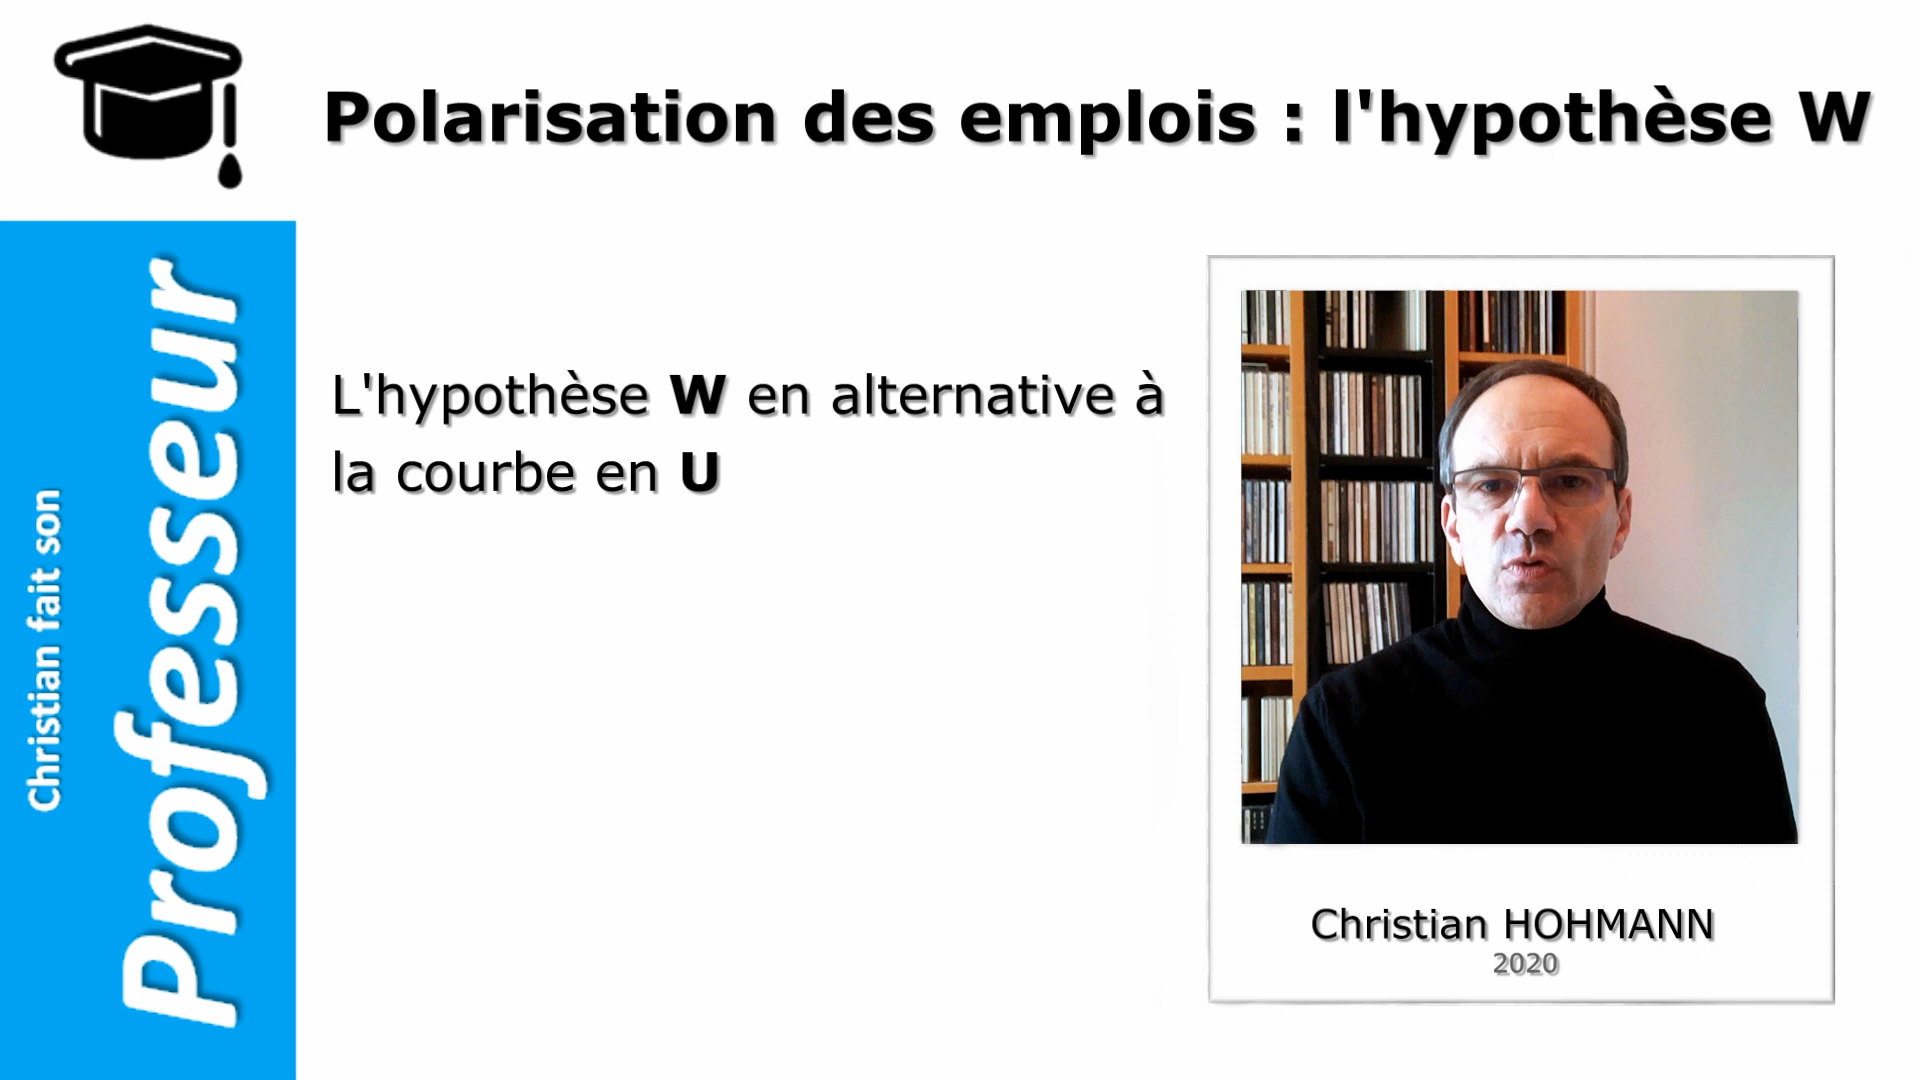 Polarisation des emplois : l'hypothèse W
Christian fait son
Professeur
L'hypothèse W en alternative à
la courbe en U
Christian HOHMANN
2020